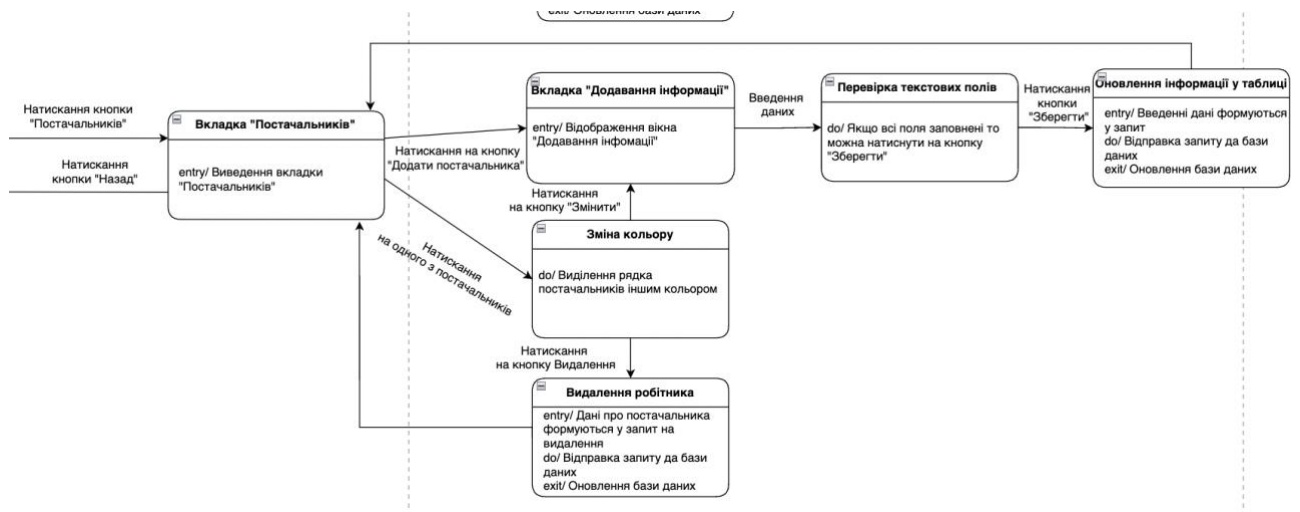 exit/ Оновлення бази даних
Натискання кнопки
"Постачальників"
Натискання
кнопки "Назад"
Вкладка "Постачальників"
entry/ Виведення вкладки
"Постачальників"
Натискання на кнопку
"Додати постачальника"
Натискання
на одного з постачальників
Вкладка "Додавання інформації"
entry/ Відображення вікна
"Додавання інфомації"
Введення
даних
Перевірка текстових полів
do/ Якщо всі поля заповнені то
можна натиснути на кнопку
"Зберегти"
Натискання
кнопки
"Зберегти"
Оновлення інформації у таблиці
entry/ Введенні дані формуються
у запит
do/ Відправка запиту да бази
даних
exit/ Оновлення бази даних
Натискання
на кнопку "Змінити"
Зміна кольору
do/ Виділення рядка
постачальників іншим кольором
Натискання
на кнопку Видалення
Видалення робітника
entry/ Дані про постачальника
формуються у запит на
видалення
do/ Відправка запиту да бази
даних
exit/ Оновлення бази даних